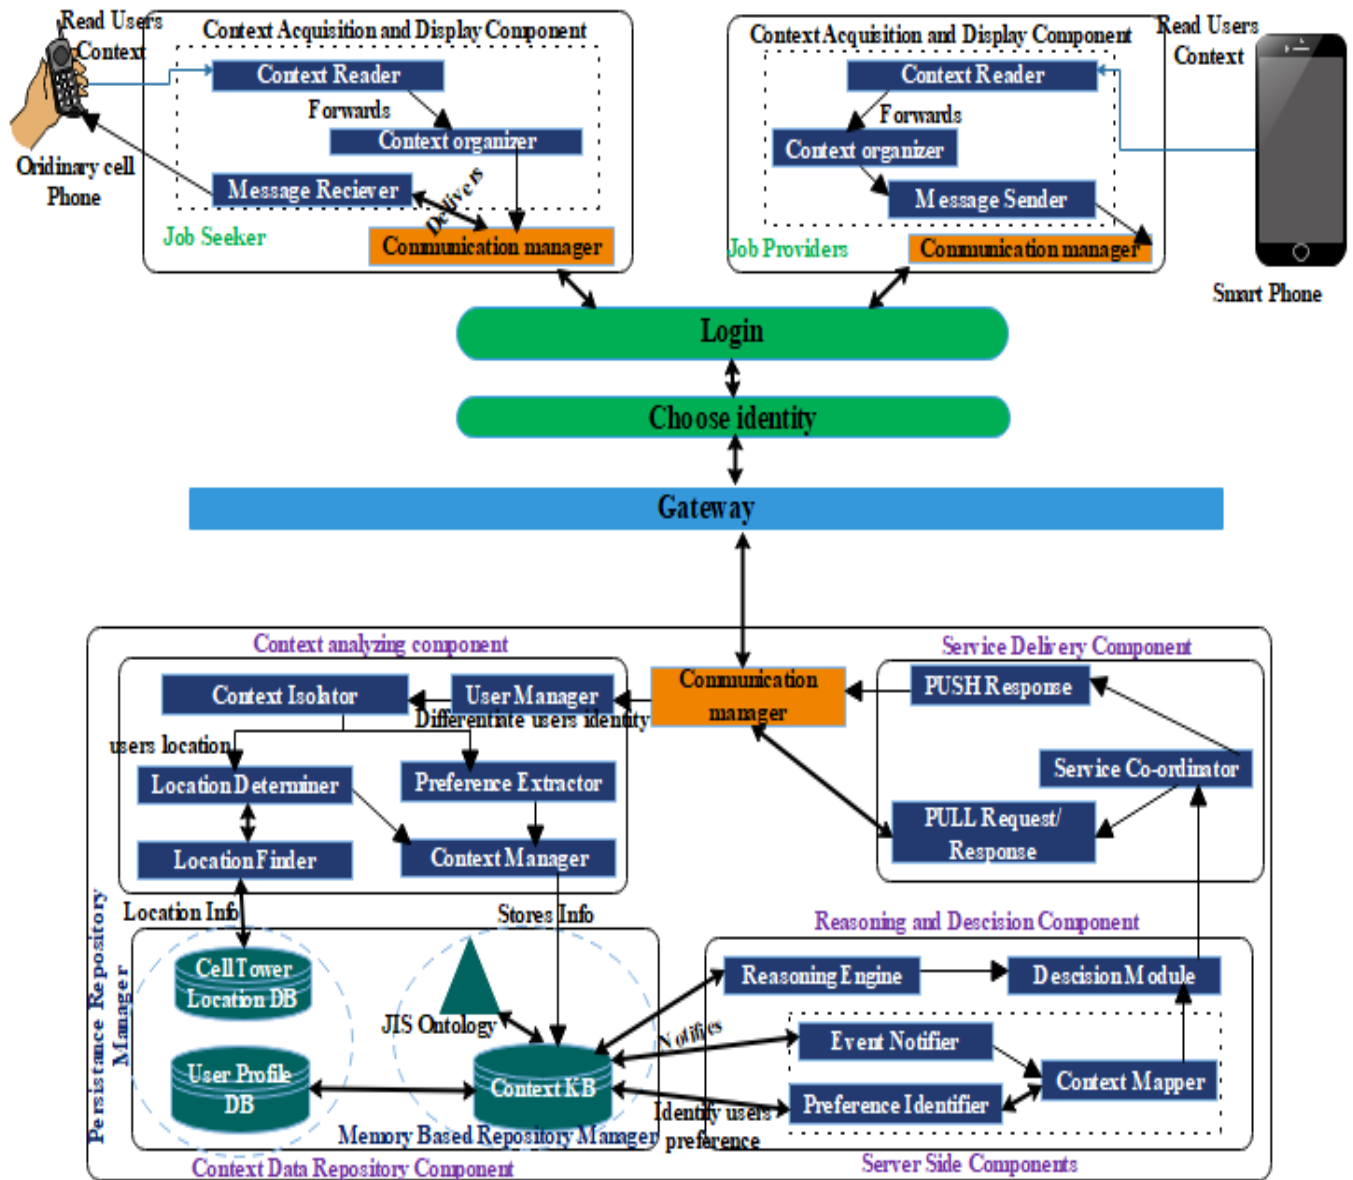 Read Users
Context
Context Acquisition and Display Component
Context Reader
Forwards
Context organizer
Message Reciever
Delivers
Communication manager
Job Seeker
Oridinary cell
Phone
Context Acquisition and Display Component
Context Reader
Forwards
Context organizer
Message Sender
Communication manager
Job Providers
Read Users
Context
Smart Phone
Login
Choose identity
Gateway
Context analyzing component
Context Isolator
User Manager
Differentiate users identity
users location
Location Determiner
Preference Extractor
Location Finder
Context Manager
Communication
manager
Service Delivery Component
PUSH Response
Service Co-ordinator
PULL Request/
Response
Persistance Repository
Manager
Location Info
Stores Info
Cell Tower
Location DB
JIS Ontology
User Profile
DB
Context KB
Memory Based Repository Manager
Context Data Repository Component
Reasoning and Descision Component
Reasoning Engine
Descision Module
Notifies
Event Notifier
Context Mapper
Preference Identifier
Identify users
preference
Server Side Components